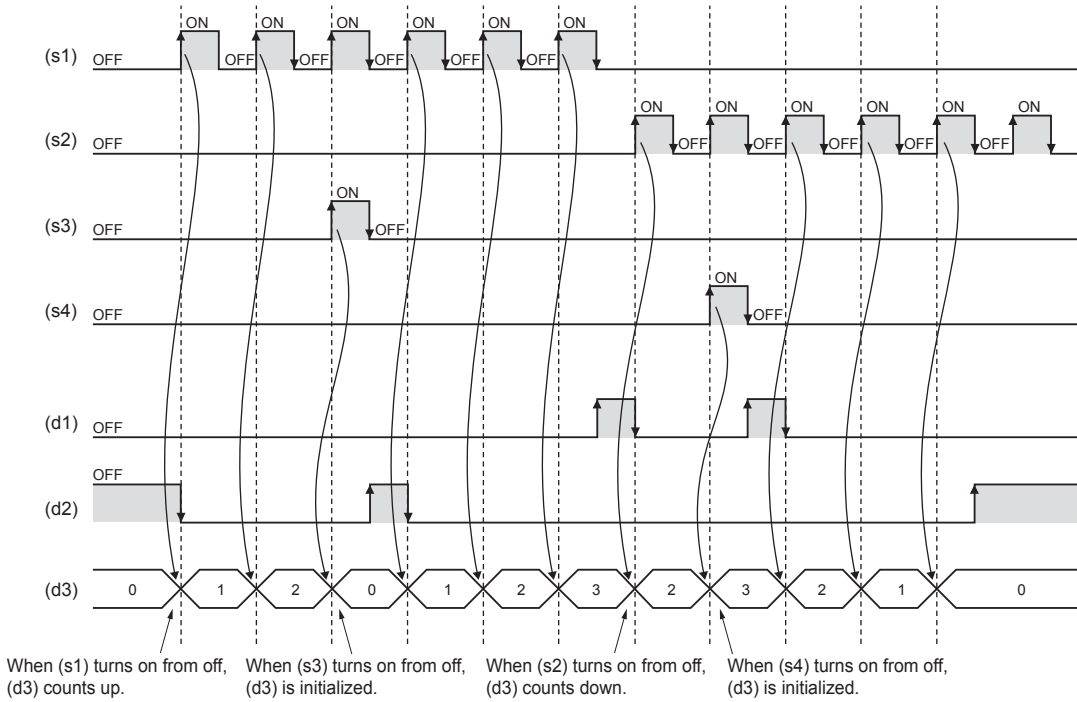 ON ON ON ON ON ON
(s1) OFF OFF OFF OFF OFF OFF
ON ON ON ON ON ON
(s2) OFF OFF OFF OFF OFF OFF
ON
(s3) OFF OFF
ON
(s4) OFF OFF
(d1) OFF
OFF
(d2)
(d3) 0 1 2 0 1 2 3 2 3 2 1 0
When (s1) turns on from off,
(d3) counts up.
When (s3) turns on from off,
(d3) is initialized.
When (s2) turns on from off,
(d3) counts down.
When (s4) turns on from off,
(d3) is initialized.